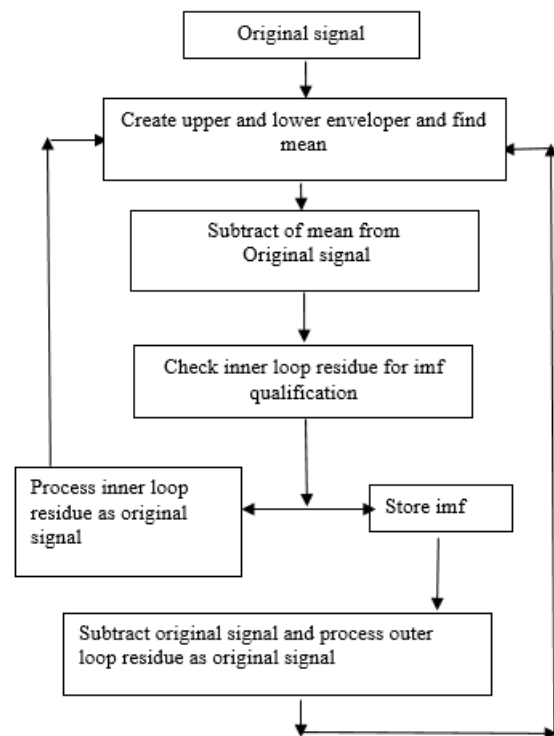 Original signal
Create upper and lower enveloper and find
mean
Subtract of mean from
Original signal
Check inner loop residue for imf
qualification
Process inner loop
residue as original
signal
Store imf
Subtract original signal and process outer
loop residue as original signal